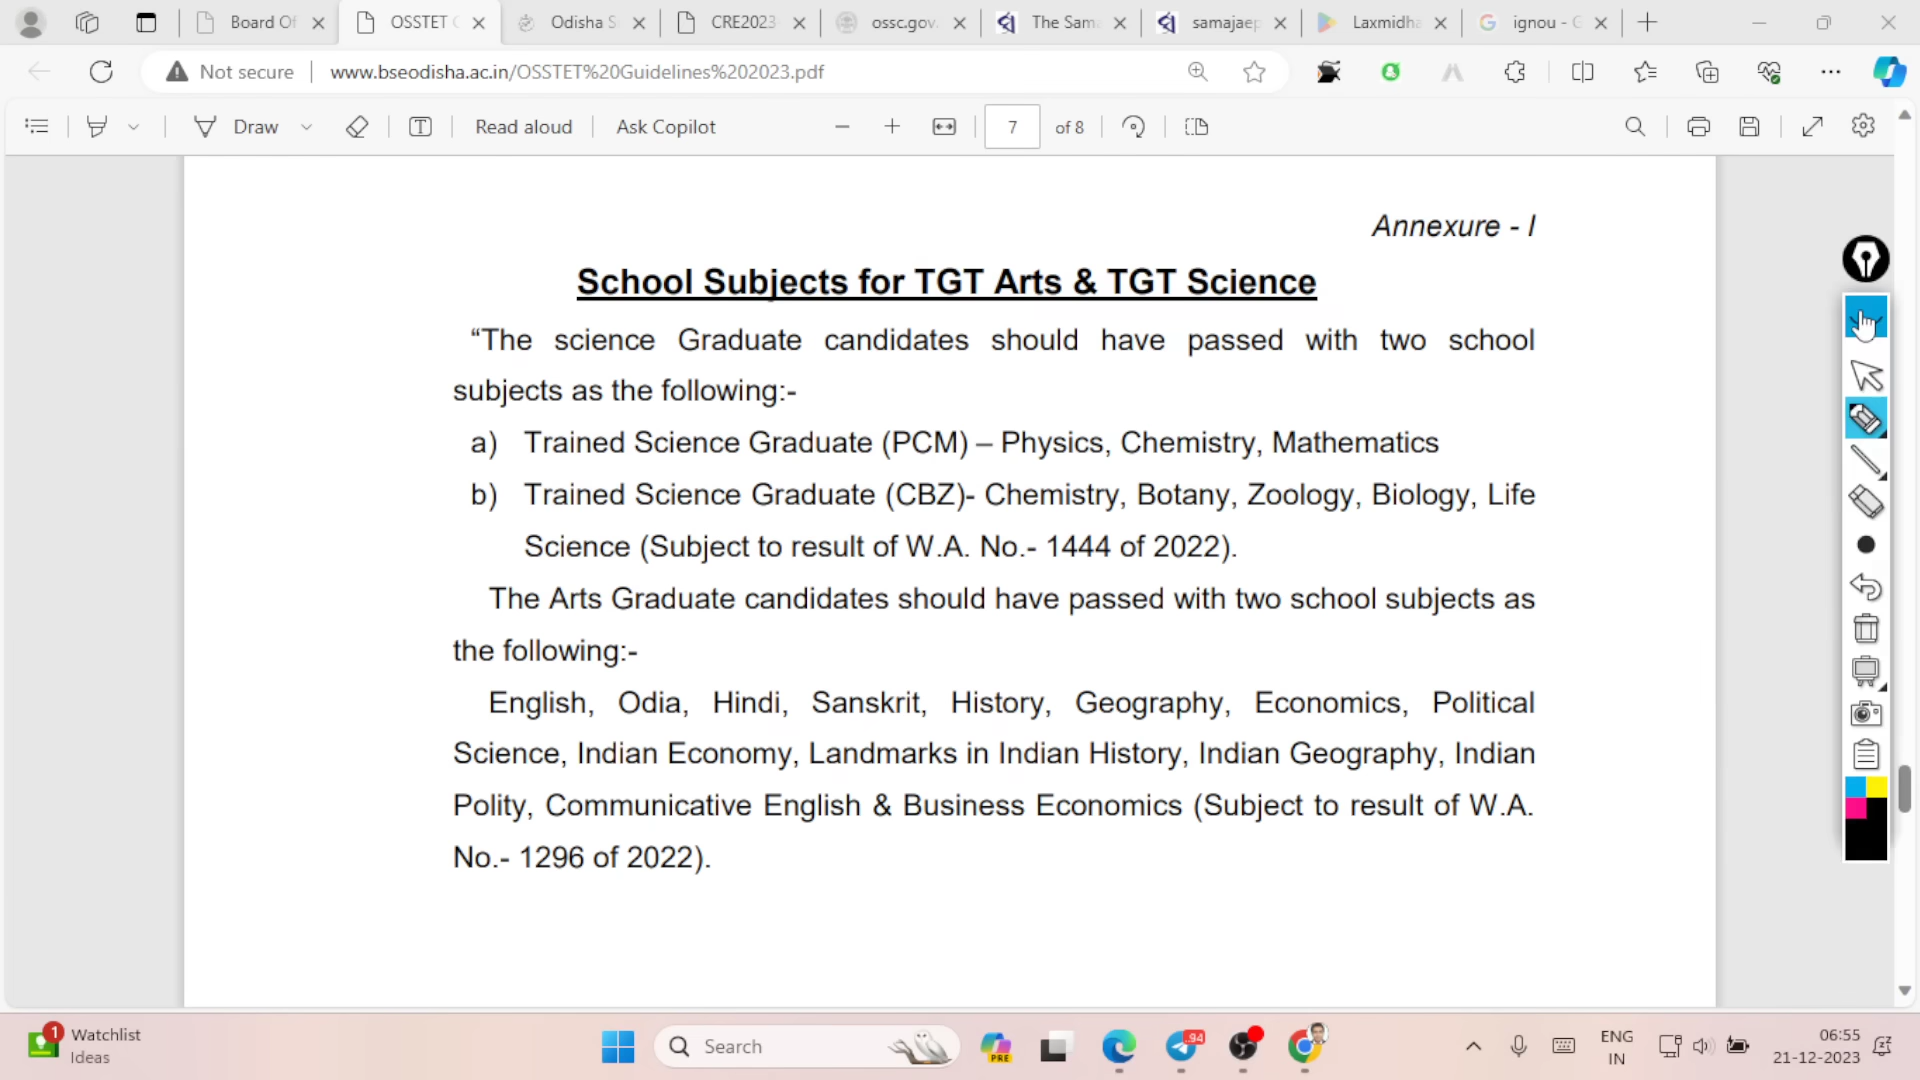 Board Of
OSSTET
Odisha S
CRE2023
ossc.gov.
The Sama
samajaep
Laxmidha
ignou - G
Not secure
www.bseodisha.ac.in/OSSTET%20Guidelines%202023.pdf
Draw
Read aloud
Ask Copilot
7
of 8
Annexure - I
School Subjects for TGT Arts & TGT Science
“The science Graduate candidates should have passed with two school
subjects as the following:-
a) Trained Science Graduate (PCM) – Physics, Chemistry, Mathematics
b) Trained Science Graduate (CBZ)- Chemistry, Botany, Zoology, Biology, Life
Science (Subject to result of W.A. No.- 1444 of 2022).
The Arts Graduate candidates should have passed with two school subjects as
the following:-
English, Odia, Hindi, Sanskrit, History, Geography, Economics, Political
Science, Indian Economy, Landmarks in Indian History, Indian Geography, Indian
Polity, Communicative English & Business Economics (Subject to result of W.A.
No.- 1296 of 2022).
1
Watchlist
Ideas
Search
PRE
94
ENG
IN
06:55
21-12-2023